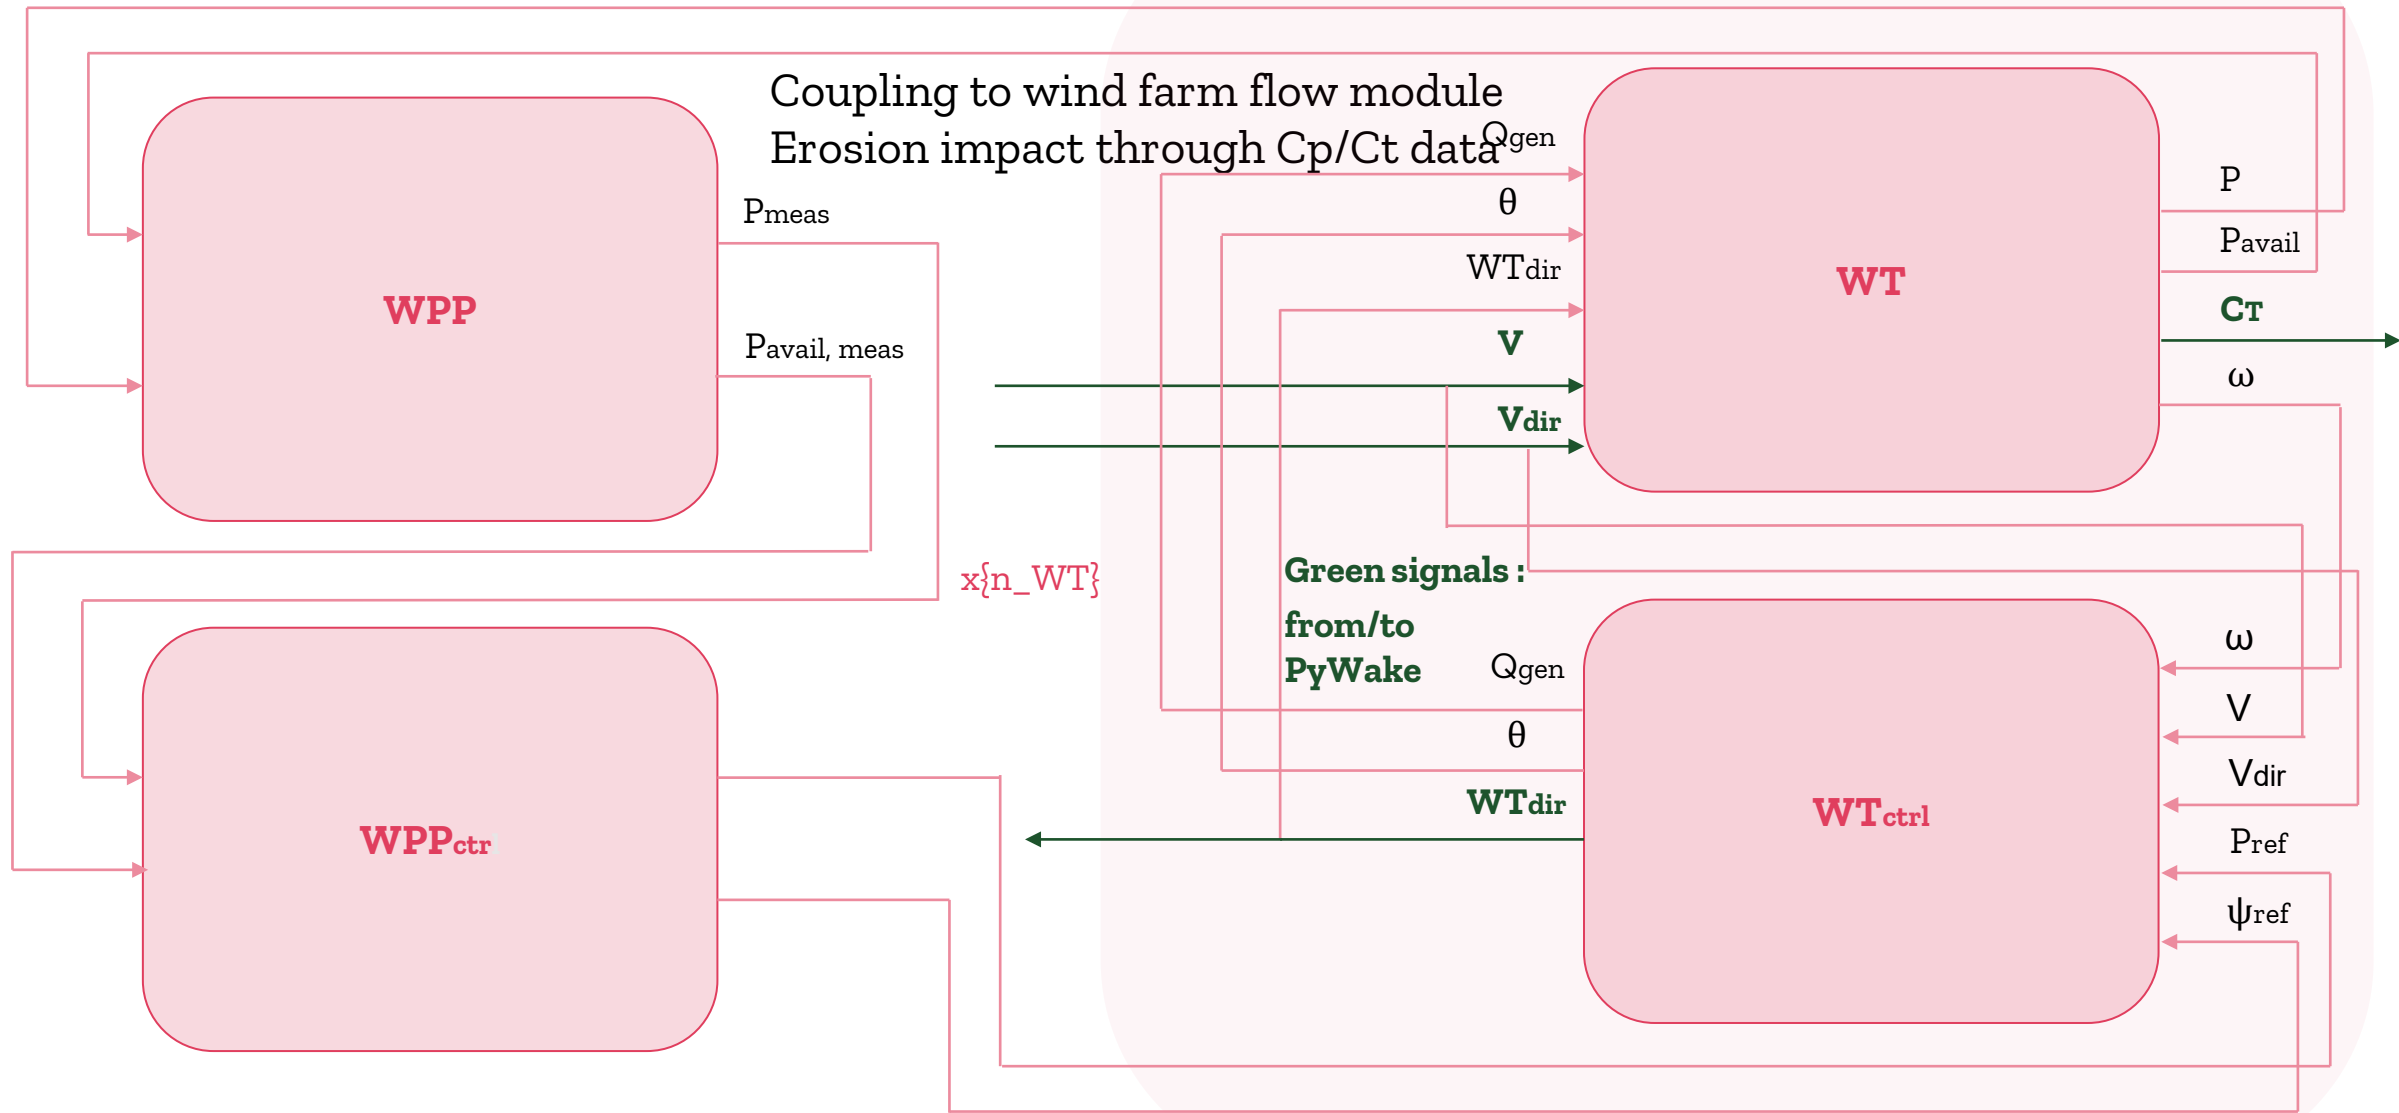 Coupling to wind farm flow module
Erosion impact through Cp/Ct data
WPP
Pmeas
Pavail, meas
Qgen
θ
WTdir
V
Vdir
WT
P
Pavail
CT
ω
x{n_WT}
Green signals :
from/to
PyWake
WPPctr
Qgen
θ
WTdir
WTctrl
ω
V
Vdir
Pref
ψref